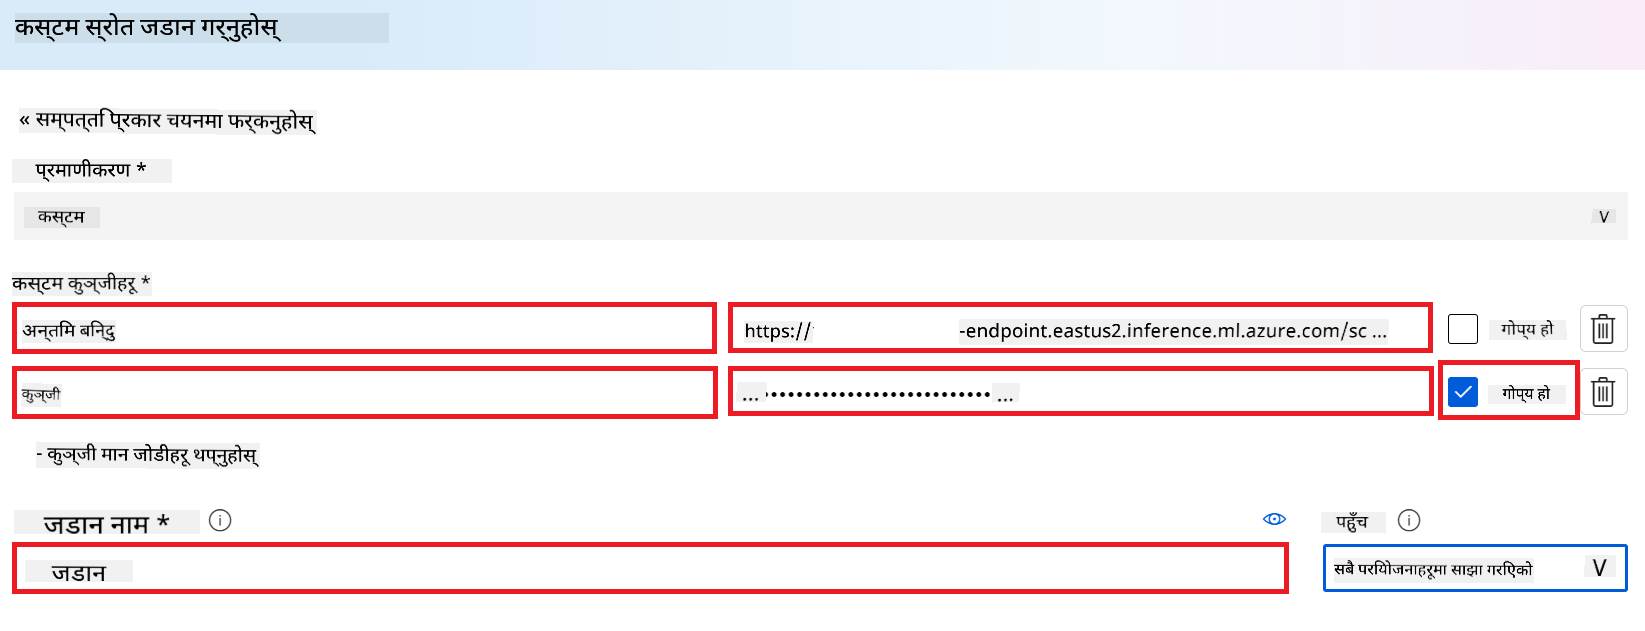 कस्टम स्रोत जडान गर्नुहोस्
« सम्पत्ति प्रकार चयनमा फर्कनुहोस्
प्रमाणीकरण *
कस्टम V
कस्टम कुञ्जीहरू *
अन्तिम बिन्दु https:// -endpoint.eastus2.inference.ml.azure.com/sc ... गोप्य हो
कुञ्जी ... •••••••••••••••••••••••••••• ... गोप्य हो
- कुञ्जी मान जोडीहरू थप्नुहोस्
जडान नाम * पहुँच
जडान सबै परियोजनाहरूमा साझा गरिएको V